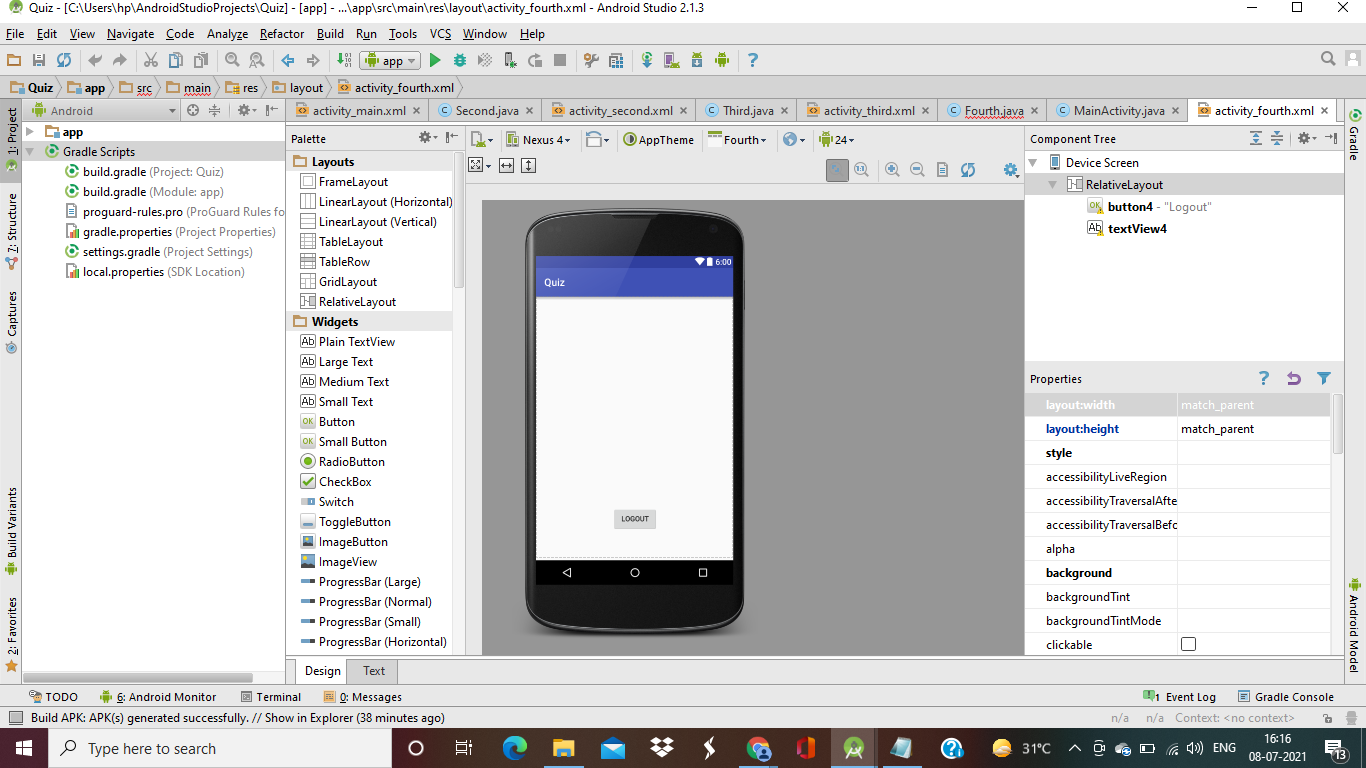 Quiz - [C:\Users\hp\AndroidStudioProjects\Quiz] - [app] - ...\app\src\main\res\layout\activity_fourth.xml - Android Studio 2.1.3
File Edit View Navigate Code Analyze Refactor Build Run Tools VCS Window Help
app
Quiz app src main res layout activity_fourth.xml
Android
activity_main.xml Second.java activity_second.xml Third.java activity_third.xml Fourth.java MainActivity.java activity_fourth.xml
1: Project
7: Structure
Captures
Build Variants
2: Favorites
app
Gradle Scripts
build.gradle (Project: Quiz)
build.gradle (Module: app)
proguard-rules.pro (ProGuard Rules fo
gradle.properties (Project Properties)
settings.gradle (Project Settings)
local.properties (SDK Location)
Palette
Layouts
FrameLayout
LinearLayout (Horizontal)
LinearLayout (Vertical)
TableLayout
TableRow
GridLayout
RelativeLayout
Widgets
Plain TextView
Large Text
Medium Text
Small Text
Button
Small Button
RadioButton
CheckBox
Switch
ToggleButton
ImageButton
ImageView
ProgressBar (Large)
ProgressBar (Normal)
ProgressBar (Small)
ProgressBar (Horizontal)
Nexus 4 AppTheme Fourth 24
6:00
Quiz
LOGOUT
Component Tree
Device Screen
RelativeLayout
button4 - "Logout"
textView4
Properties
layout:width match_parent
layout:height match_parent
style
accessibilityLiveRegion
accessibilityTraversalAfte
accessibilityTraversalBefo
alpha
background
backgroundTint
backgroundTintMode
clickable
Gradle
Android Model
Design Text
TODO 6: Android Monitor Terminal 0: Messages 1 Event Log Gradle Console
Build APK: APK(s) generated successfully. // Show in Explorer (38 minutes ago) n/a n/a Context: <no context>
Type here to search 31°C ENG 16:16
08-07-2021
13